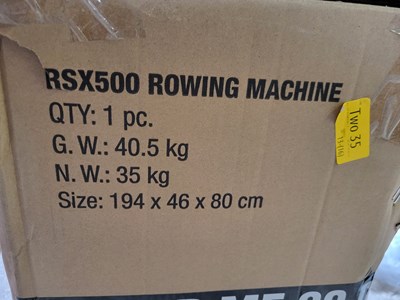 RSX500 ROWING MACHINE
QTY: 1 pc.
G. W.: 40.5 kg
N. W.: 35 kg
Size: 194 x 46 x 80 cm
TWO 35